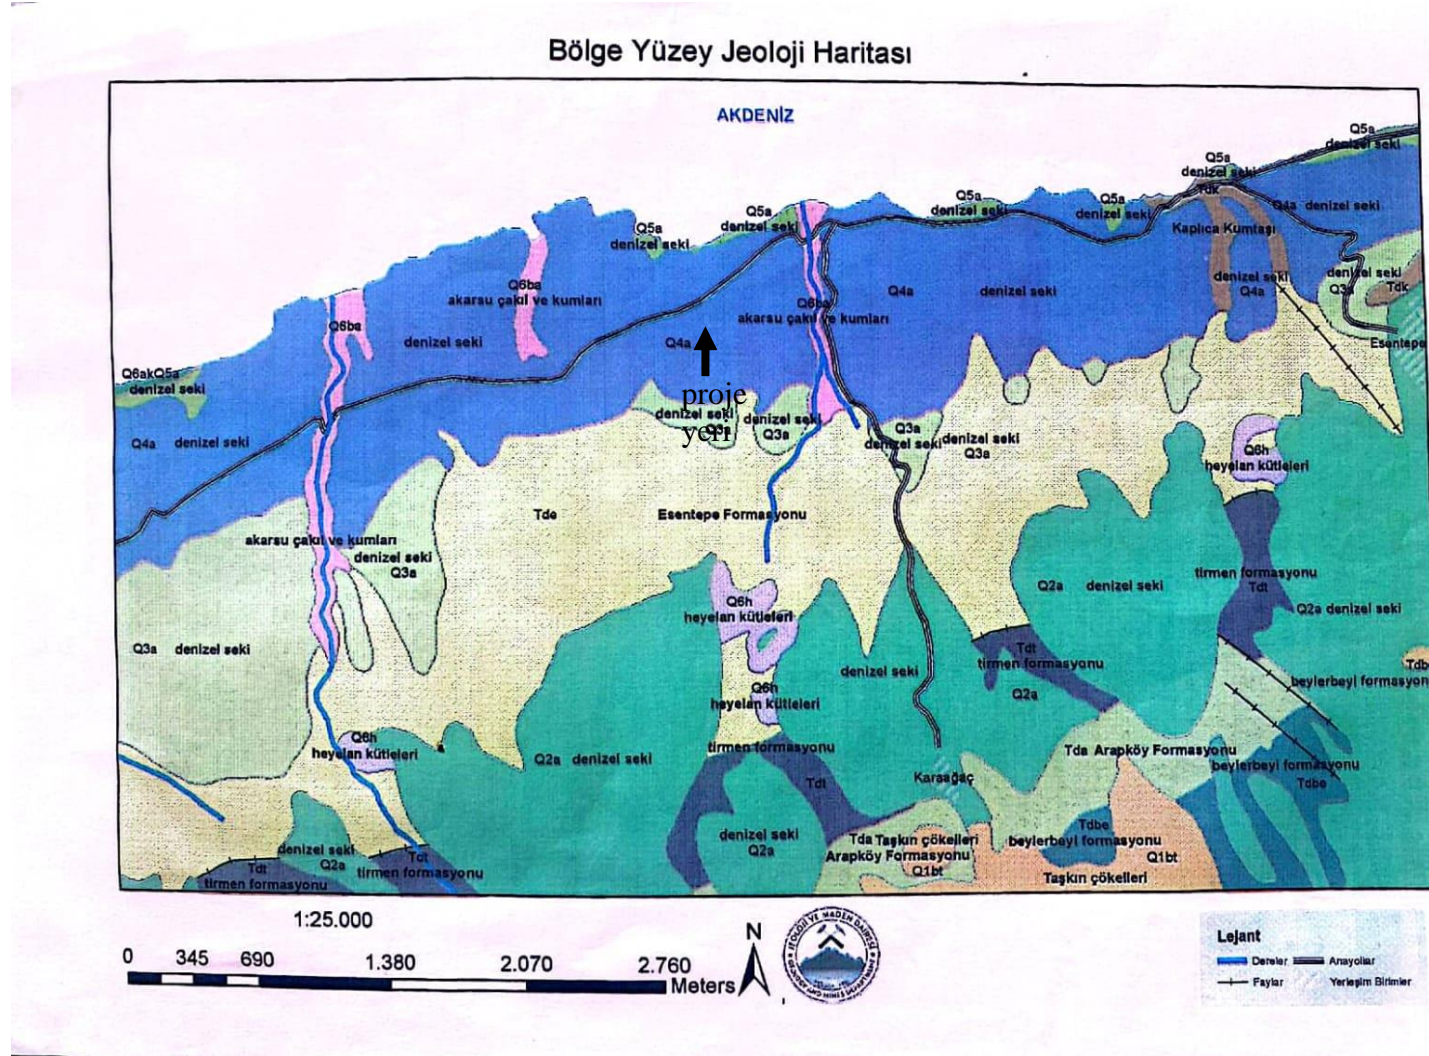 Bölge Yüzey Jeoloji Haritası
AKDENİZ
Q5a
denizel seki
Q5a
denizel seki
Tdk
Q5a
denizel seki
Q5a
denizel seki
Q5a
denizel seki
Q5a
denizel seki
Q4a denizel seki
Kaplıca Kumtaşı
denizel seki
Q4a
denizel seki
Q3a
Tdk
Esentepe
Q6ba
akarsu çakıl ve kumları
Q6ba
akarsu çakıl ve kumları
Q4a denizel seki
Q6ba
denizel seki
Q4a
proje
yeri
Q6akQ5a
denizel seki
Q4a denizel seki
denizel seki
Q3a
denizel seki
Q3a
Q3a
denizel seki
denizel seki
Q3a
Q6h
heyelan kütleleri
Tde Esentepe Formasyonu
akarsu çakıl ve kumları
denizel seki
Q3a
Q3a denizel seki
Q6h
heyelan kütleleri
Q6h
heyelan kütleleri
Q2a denizel seki
tirmen formasyonu
Tdt
Q2a denizel seki
denizel seki
Tdt
tirmen formasyonu
Q2a
Tdb
beylerbeyi formasyon
Q6h
heyelan kütleleri
Q2a denizel seki
tirmen formasyonu
Tdt
Karaağaç
Tda Arapköy Formasyonu
beylerbeyi formasyonu
Tdbe
denizel seki
Q2a
Tdt
tirmen formasyonu
Tdt
tirmen formasyonu
denizel seki
Q2a
Tda Taşkın çökelleri
Arapköy Formasyonu
Q1bt
Tdbe
beylerbeyi formasyonu
Q1bt
Taşkın çökelleri
1:25.000
0 345 690 1.380 2.070 2.760
Meters
N
JEOLOJİ VE MADEN DAİRESİ
Lejant
Dereler Anayollar
Faylar Yerleşim Birimler